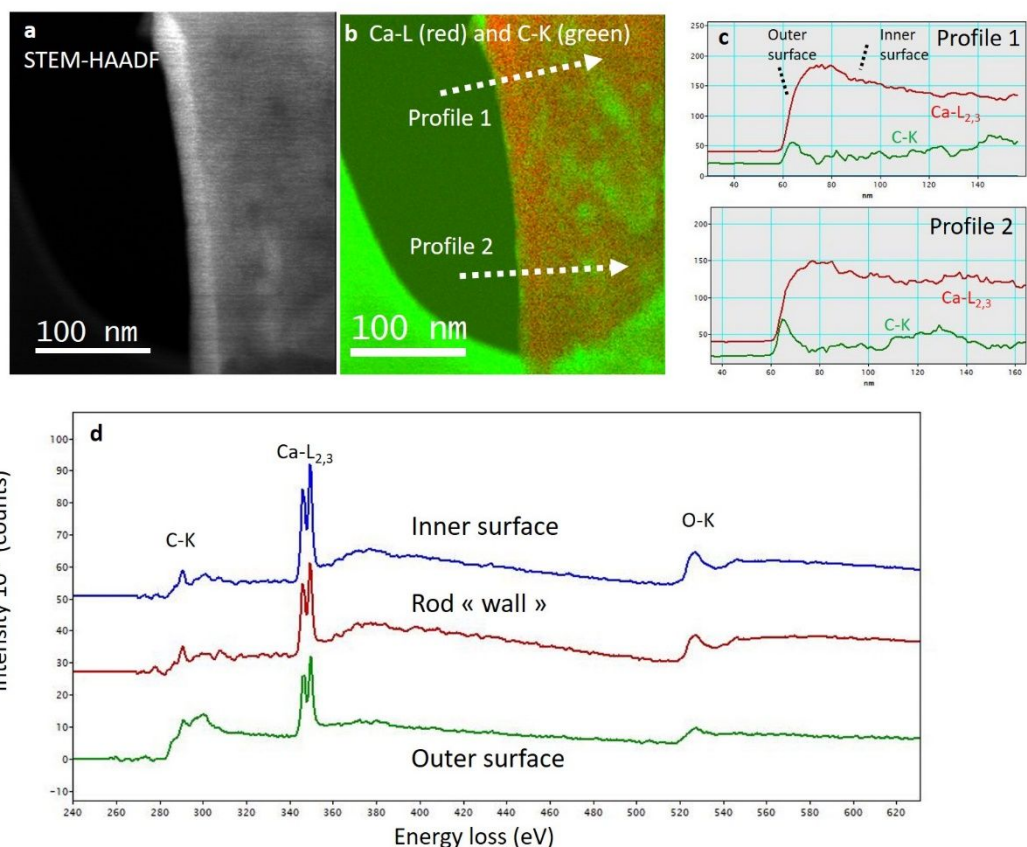 a
STEM-HAADF
100 nm
b Ca-L (red) and C-K (green)
Profile 1
Profile 2
100 nm
c
Outer surface
Inner surface
Profile 1
250
200
150
100
50
0
Ca-L2,3
C-K
40 60 80 100 120 140
nm
Profile 2
200
150
100
50
Ca-L2,3
C-K
40 60 80 100 120 140 160
nm
d
100
90
80
70
60
50
40
30
20
10
0
-10
C-K
Ca-L2,3
O-K
Inner surface
Rod « wall »
Outer surface
240 260 280 300 320 340 360 380 400 420 440 460 480 500 520 540 560 580 600 620
Energy loss (eV)
(counts)